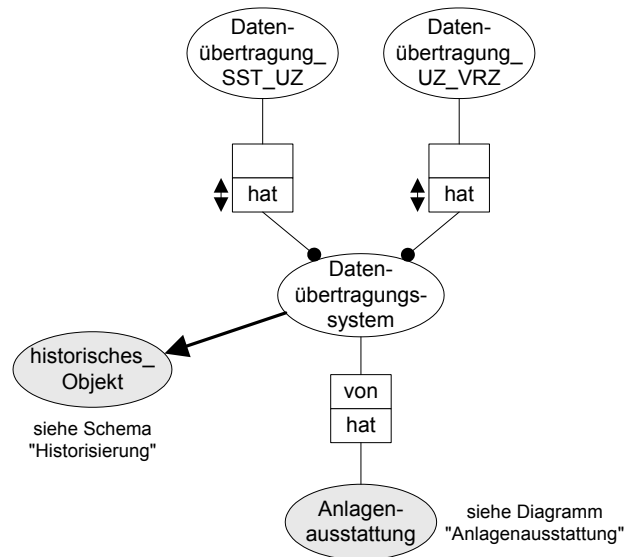 Daten-
übertragung_
SST_UZ
Daten-
übertragung_
UZ_VRZ
hat
hat
Daten-
übertragungs-
system
historisches_
Objekt
siehe Schema
"Historisierung"
von
hat
Anlagen-
ausstattung
siehe Diagramm
"Anlagenausstattung"